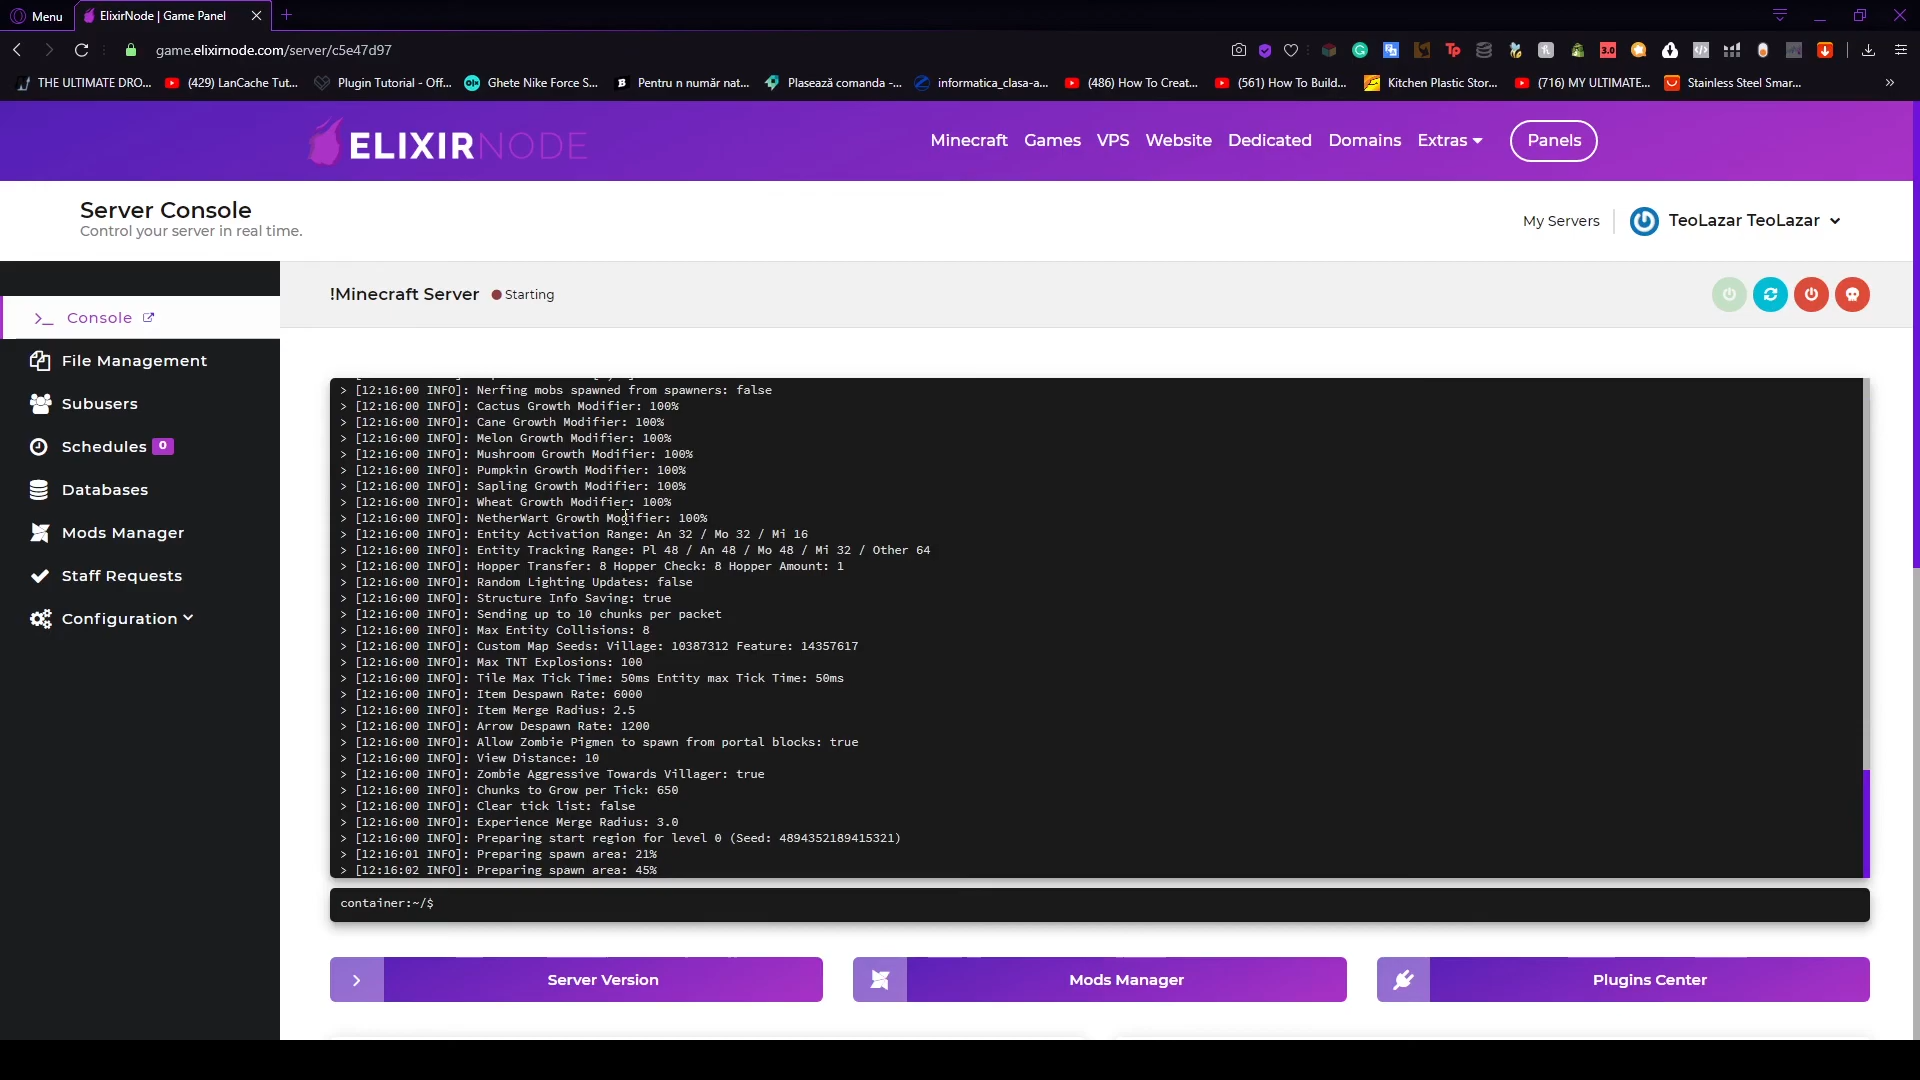 Menu
ElixirNode | Game Panel
game.elixirnode.com/server/c5e47d97
3.0
THE ULTIMATE DRO...
(429) LanCache Tut...
Plugin Tutorial - Off...
Ghete Nike Force S...
Pentru n număr nat...
Plasează comanda -...
informatica_clasa-a...
(486) How To Creat...
(561) How To Build...
Kitchen Plastic Stor...
(716) MY ULTIMATE...
Stainless Steel Smar...
ELIXIRNODE
Minecraft
Games
VPS
Website
Dedicated
Domains
Extras
Panels
Server Console
Control your server in real time.
My Servers
TeoLazar TeoLazar
Console
File Management
Subusers
Schedules 0
Databases
Mods Manager
Staff Requests
Configuration
!Minecraft Server
Starting
> [12:16:00 INFO]: Nerfing mobs spawned from spawners: false
> [12:16:00 INFO]: Cactus Growth Modifier: 100%
> [12:16:00 INFO]: Cane Growth Modifier: 100%
> [12:16:00 INFO]: Melon Growth Modifier: 100%
> [12:16:00 INFO]: Mushroom Growth Modifier: 100%
> [12:16:00 INFO]: Pumpkin Growth Modifier: 100%
> [12:16:00 INFO]: Sapling Growth Modifier: 100%
> [12:16:00 INFO]: Wheat Growth Modifier: 100%
> [12:16:00 INFO]: NetherWart Growth Modifier: 100%
> [12:16:00 INFO]: Entity Activation Range: An 32 / Mo 32 / Mi 16
> [12:16:00 INFO]: Entity Tracking Range: Pl 48 / An 48 / Mo 48 / Mi 32 / Other 64
> [12:16:00 INFO]: Hopper Transfer: 8 Hopper Check: 8 Hopper Amount: 1
> [12:16:00 INFO]: Random Lighting Updates: false
> [12:16:00 INFO]: Structure Info Saving: true
> [12:16:00 INFO]: Sending up to 10 chunks per packet
> [12:16:00 INFO]: Max Entity Collisions: 8
> [12:16:00 INFO]: Custom Map Seeds: Village: 10387312 Feature: 14357617
> [12:16:00 INFO]: Max TNT Explosions: 100
> [12:16:00 INFO]: Tile Max Tick Time: 50ms Entity max Tick Time: 50ms
> [12:16:00 INFO]: Item Despawn Rate: 6000
> [12:16:00 INFO]: Item Merge Radius: 2.5
> [12:16:00 INFO]: Arrow Despawn Rate: 1200
> [12:16:00 INFO]: Allow Zombie Pigmen to spawn from portal blocks: true
> [12:16:00 INFO]: View Distance: 10
> [12:16:00 INFO]: Zombie Aggressive Towards Villager: true
> [12:16:00 INFO]: Chunks to Grow per Tick: 650
> [12:16:00 INFO]: Clear tick list: false
> [12:16:00 INFO]: Experience Merge Radius: 3.0
> [12:16:00 INFO]: Preparing start region for level 0 (Seed: 4894352189415321)
> [12:16:01 INFO]: Preparing spawn area: 21%
> [12:16:02 INFO]: Preparing spawn area: 45%
container:~/$
Server Version
Mods Manager
Plugins Center